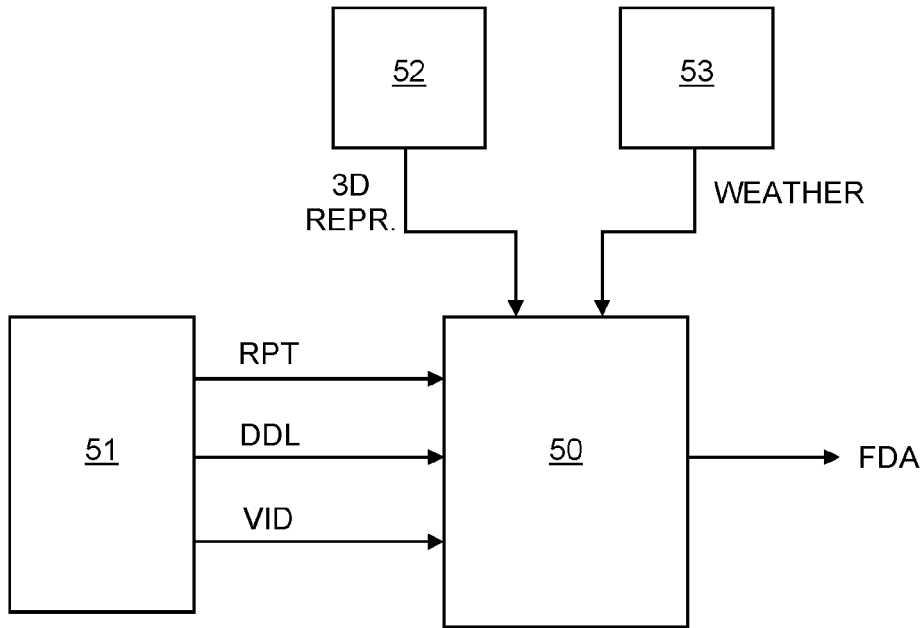 52
53
3D
REPR.
WEATHER
RPT
DDL
VID
51
50
FDA